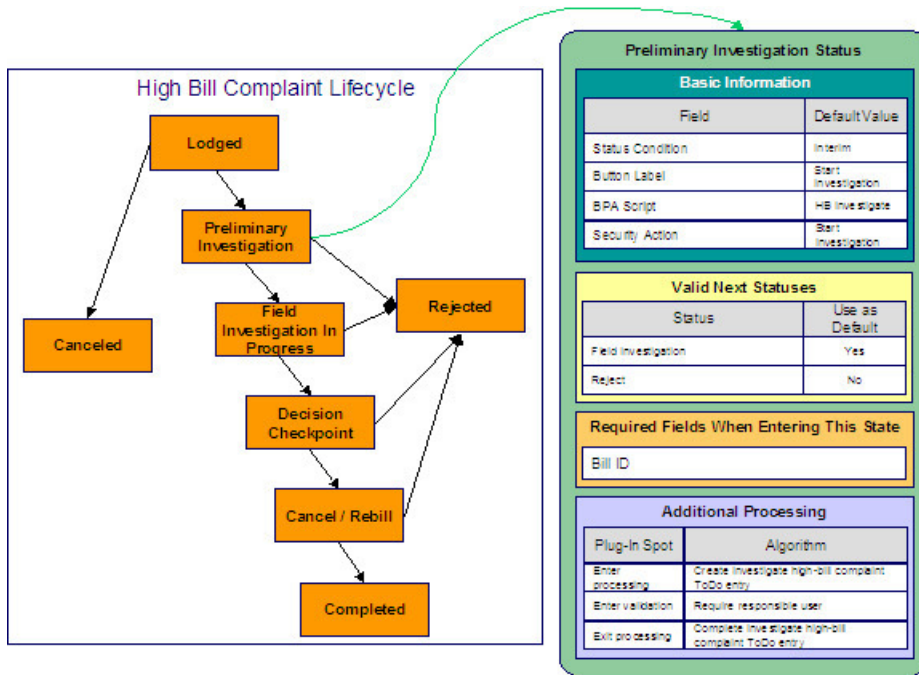 High Bill Complaint Lifecycle
Lodged
Preliminary
Investigation
Field
Investigation In
Progress
Rejected
Canceled
Decision
Checkpoint
Cancel / Rebill
Completed
Preliminary Investigation Status
Basic Information
Field Default Value
Status Condition Interim
Button Label Start
Investigation
BPA Script HB Investigate
Security Action Start
Investigation
Valid Next Statuses
Status Use as
Default
Field Investigation Yes
Reject No
Required Fields When Entering This State
Bill ID
Additional Processing
Plug-In Spot Algorithm
Enter
processing Create investigate high-bill complaint
ToDo entry
Enter validation Require responsible user
Exit processing Complete investigate high-bill
complaint ToDo entry